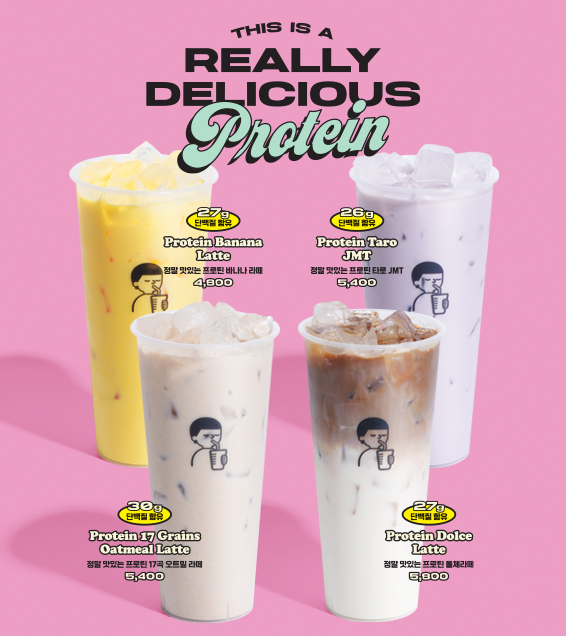 THIS IS A
REALLY
DELICIOUS
Protein
27g
단백질 함유
Protein Banana
Latte
정말 맛있는 프로틴 바나나 라떼
4,800
26g
단백질 함유
Protein Taro
JMT
정말 맛있는 프로틴 타로 JMT
5,400
30g
단백질 함유
Protein 17 Grains
Oatmeal Latte
정말 맛있는 프로틴 17곡 오트밀 라떼
5,400
27g
단백질 함유
Protein Dolce
Latte
정말 맛있는 프로틴 돌체라떼
5,800